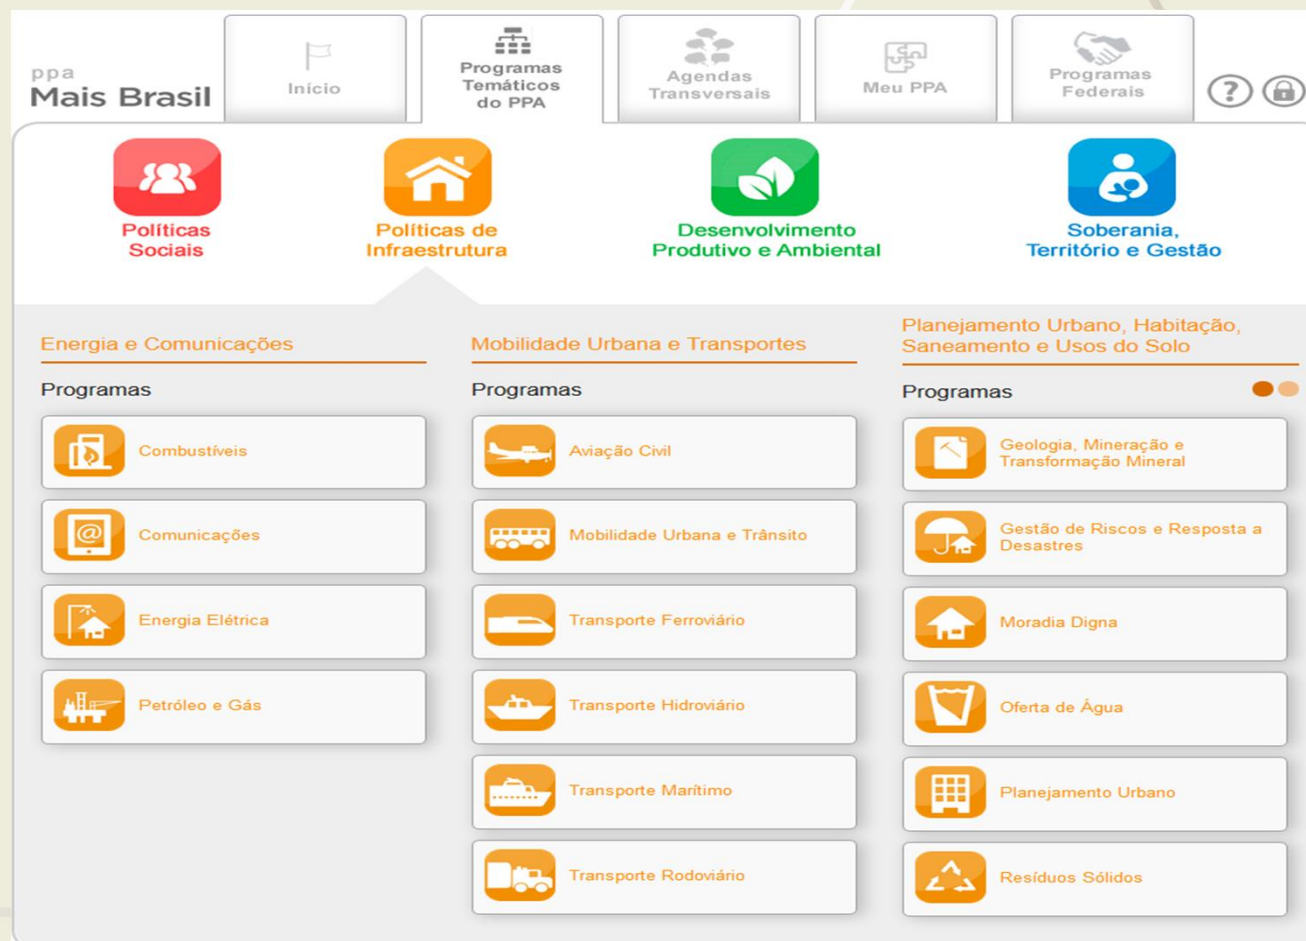 ppa
Mais Brasil
Início
Programas
Temáticos
do PPA
Agendas
Transversais
Meu PPA
Programas
Federais
?
Políticas
Sociais
Políticas de
Infraestrutura
Desenvolvimento
Produtivo e Ambiental
Soberania,
Território e Gestão
Energia e Comunicações
Programas
Combustíveis
@
Comunicações
Energia Elétrica
Petróleo e Gás
Mobilidade Urbana e Transportes
Programas
Aviação Civil
Mobilidade Urbana e Trânsito
Transporte Ferroviário
Transporte Hidroviário
Transporte Marítimo
Transporte Rodoviário
Planejamento Urbano, Habitação,
Saneamento e Usos do Solo
Programas
Geologia, Mineração e
Transformação Mineral
Gestão de Riscos e Resposta a
Desastres
Moradia Digna
Oferta de Água
Planejamento Urbano
Resíduos Sólidos